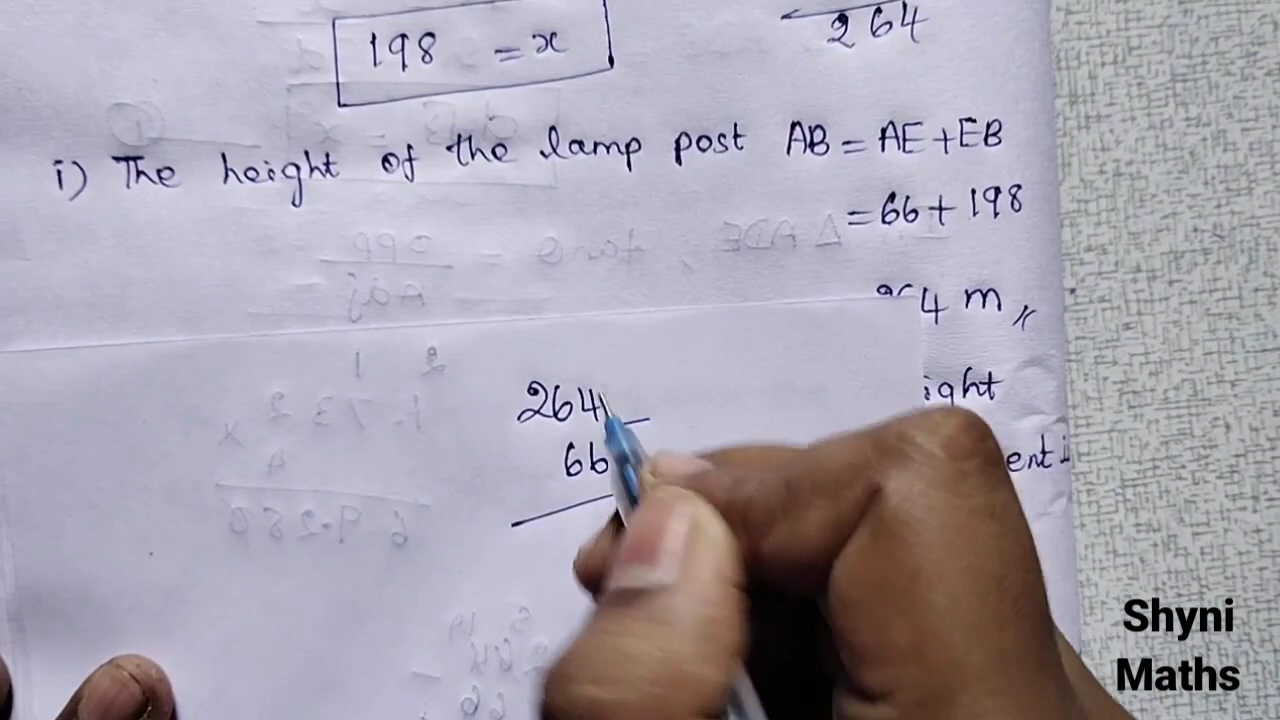 198 = x
264
i) The height of the lamp post AB = AE + EB
= 66 + 198
4 m
ight
264
66
ent i
Shyni
Maths